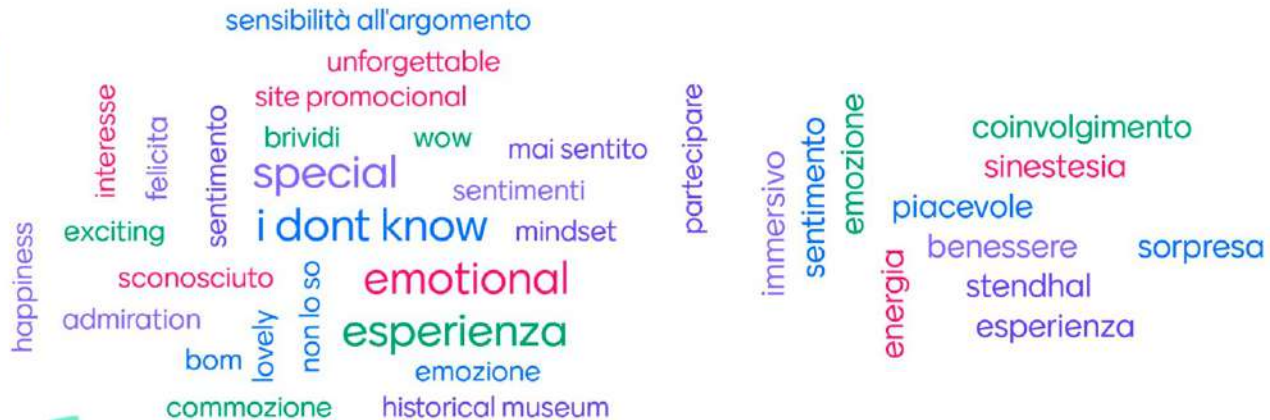 sensibilità all'argomento
unforgettable
site promocional
interesse
felicita
sentimento
brividi
wow
mai sentito
special
sentimenti
i dont know
mindset
exciting
happiness
sconosciuto
emotional
admiration
lovely
non lo so
esperienza
bom
emozione
commozione
historical museum
partecipare
immersivo
sentimento
emozione
coinvolgimento
sinestesia
piacevole
benessere
sorpresa
energia
stendhal
esperienza